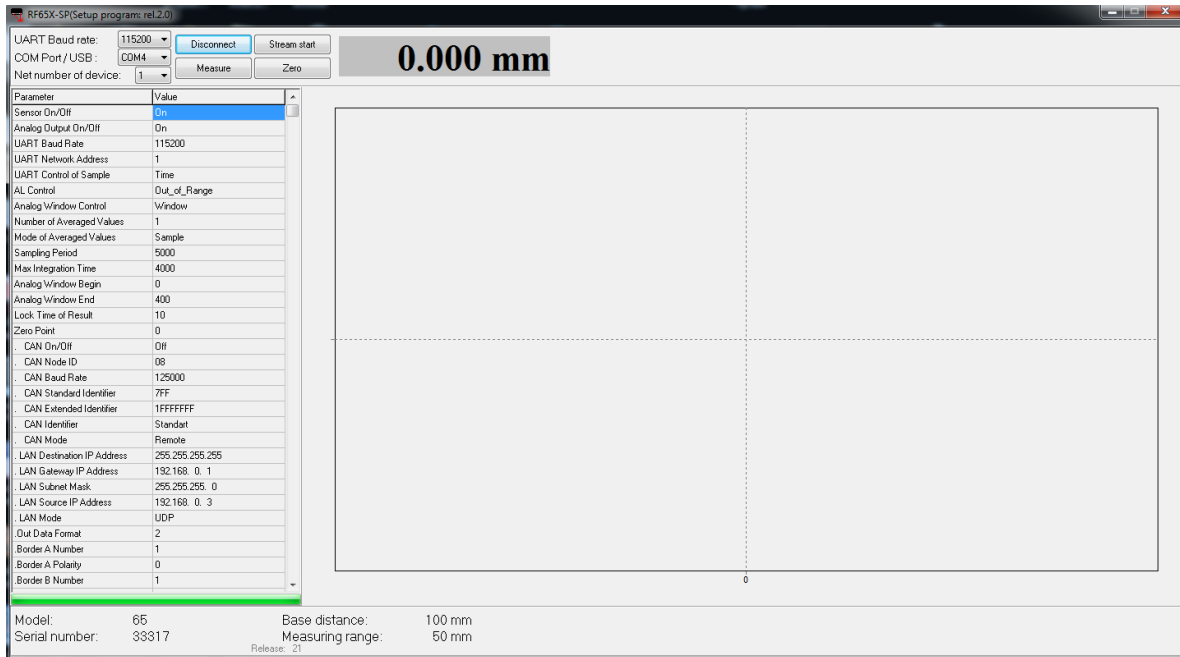 RF65X-SP(Setup program: rel.2.0)
UART Baud rate: 115200 Disconnect Stream start
COM Port / USB : COM4
Net number of device: 1 Measure Zero
0.000 mm
Parameter Value
Sensor On/Off On
Analog Output On/Off On
UART Baud Rate 115200
UART Network Address 1
UART Control of Sample Time
AL Control Out_of_Range
Analog Window Control Window
Number of Averaged Values 1
Mode of Averaged Values Sample
Sampling Period 5000
Max Integration Time 4000
Analog Window Begin 0
Analog Window End 400
Lock Time of Result 10
Zero Point 0
. CAN On/Off Off
. CAN Node ID 08
. CAN Baud Rate 125000
. CAN Standard Identifier 7FF
. CAN Extended Identifier 1FFFFFFF
. CAN Identifier Standart
. CAN Mode Remote
. LAN Destination IP Address 255.255.255.255
. LAN Gateway IP Address 192.168. 0. 1
. LAN Subnet Mask 255.255.255. 0
. LAN Source IP Address 192.168. 0. 3
. LAN Mode UDP
.Out Data Format 2
.Border A Number 1
.Border A Polarity 0
.Border B Number 1
0
Model: 65 Base distance: 100 mm
Serial number: 33317 Measuring range: 50 mm
Release: 21